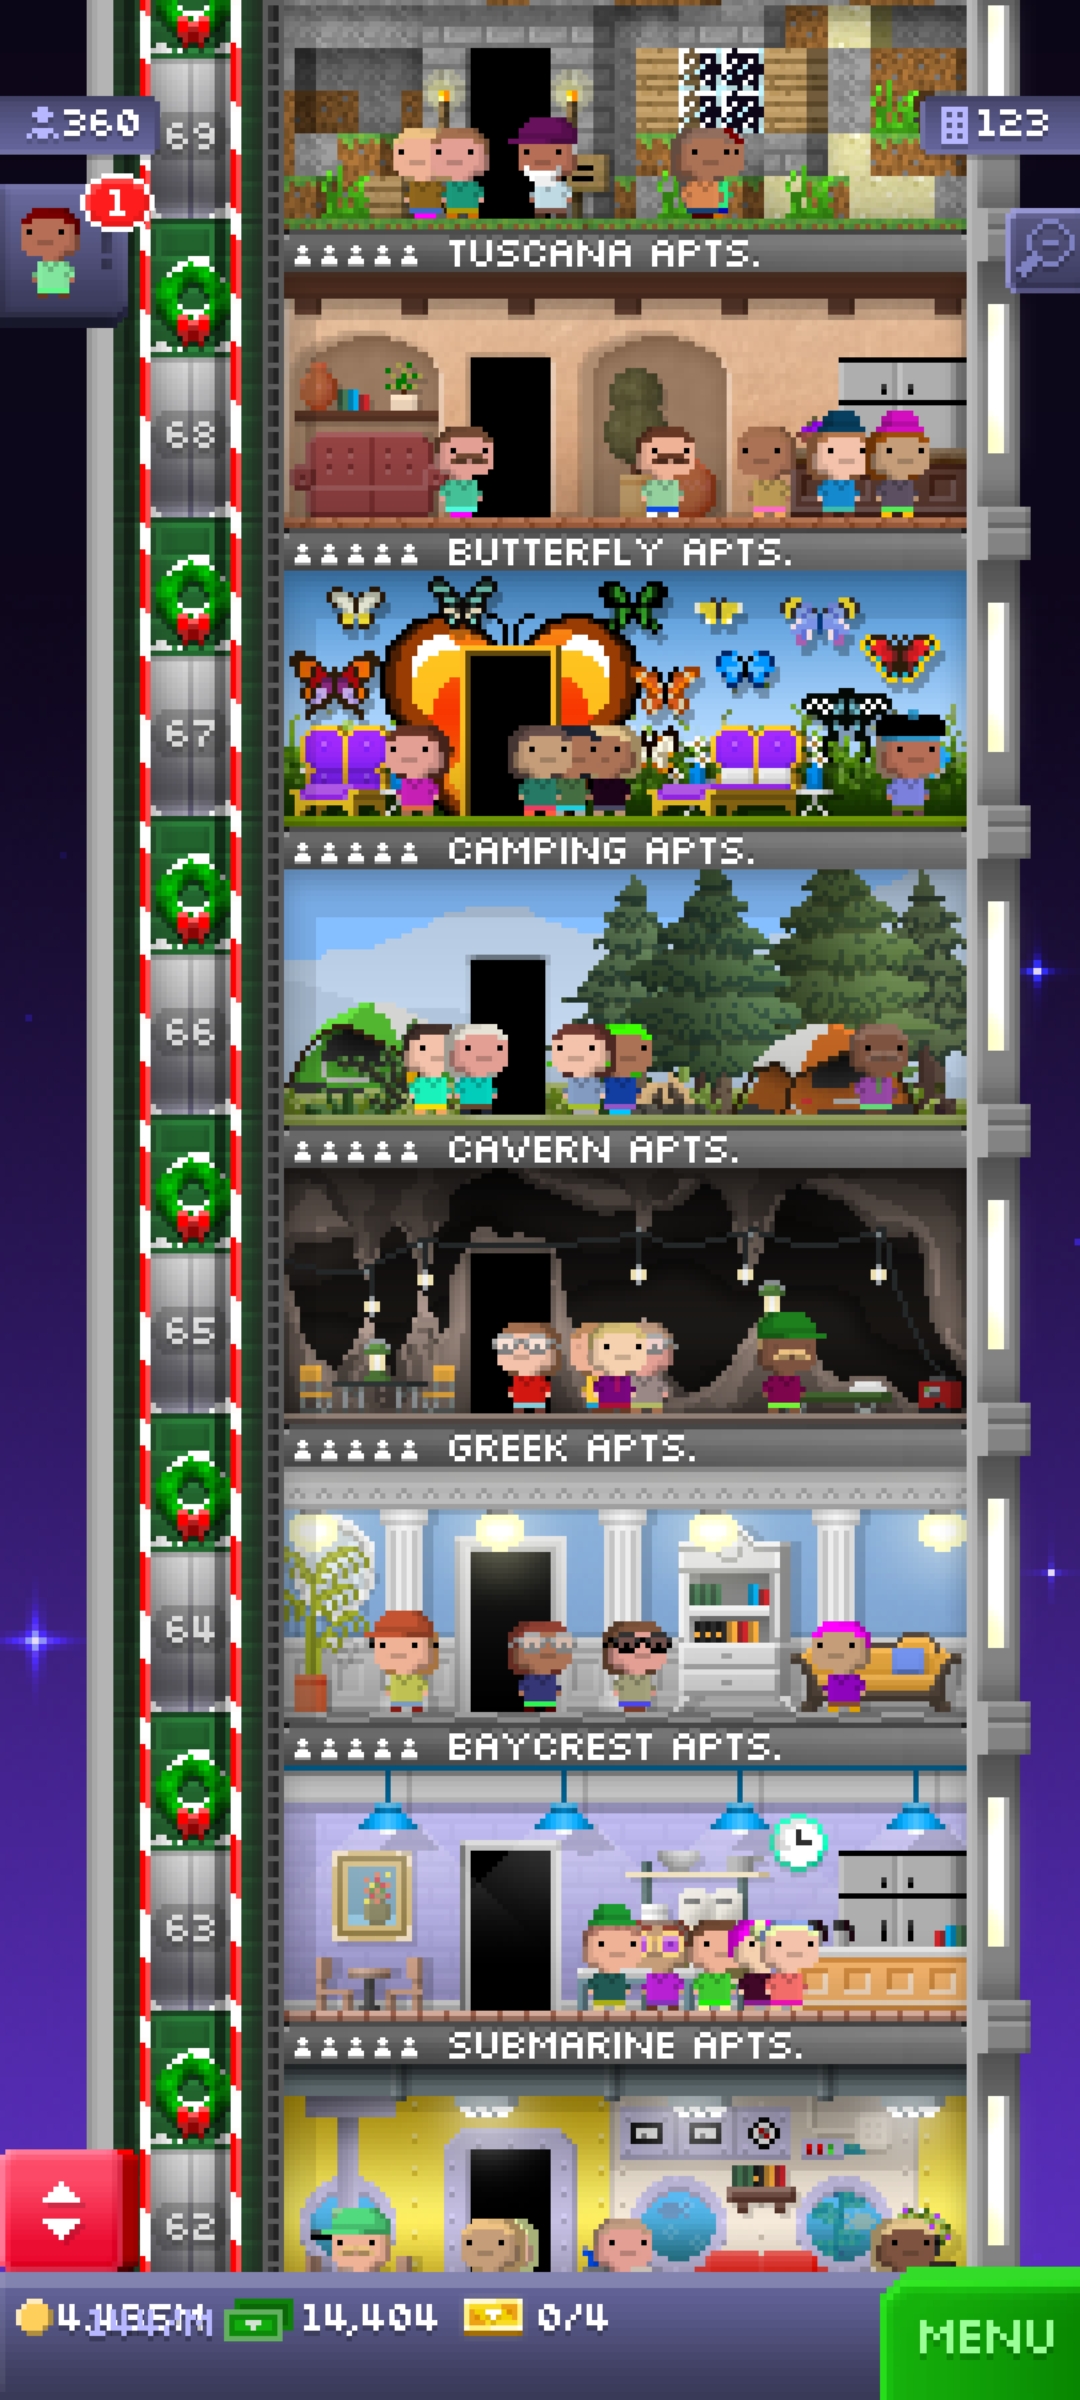 69
360
123
1
TUSCANA APTS.
68
BUTTERFLY APTS.
67
CAMPING APTS.
66
CAVERN APTS.
65
GREEK APTS.
64
BAYCREST APTS.
63
SUBMARINE APTS.
62
14,404
0/4
MENU